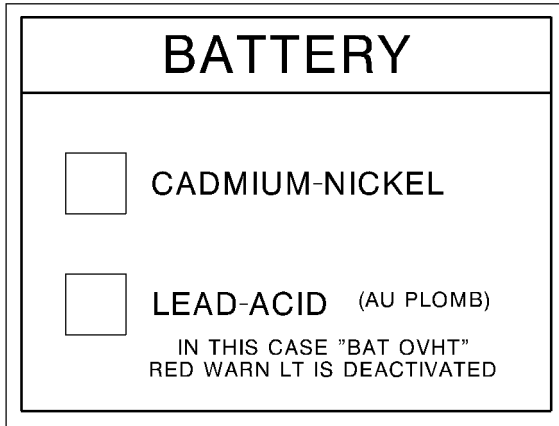 BATTERY
CADMIUM-NICKEL
LEAD-ACID (AU PLOMB)
IN THIS CASE "BAT OVHT"
RED WARN LT IS DEACTIVATED